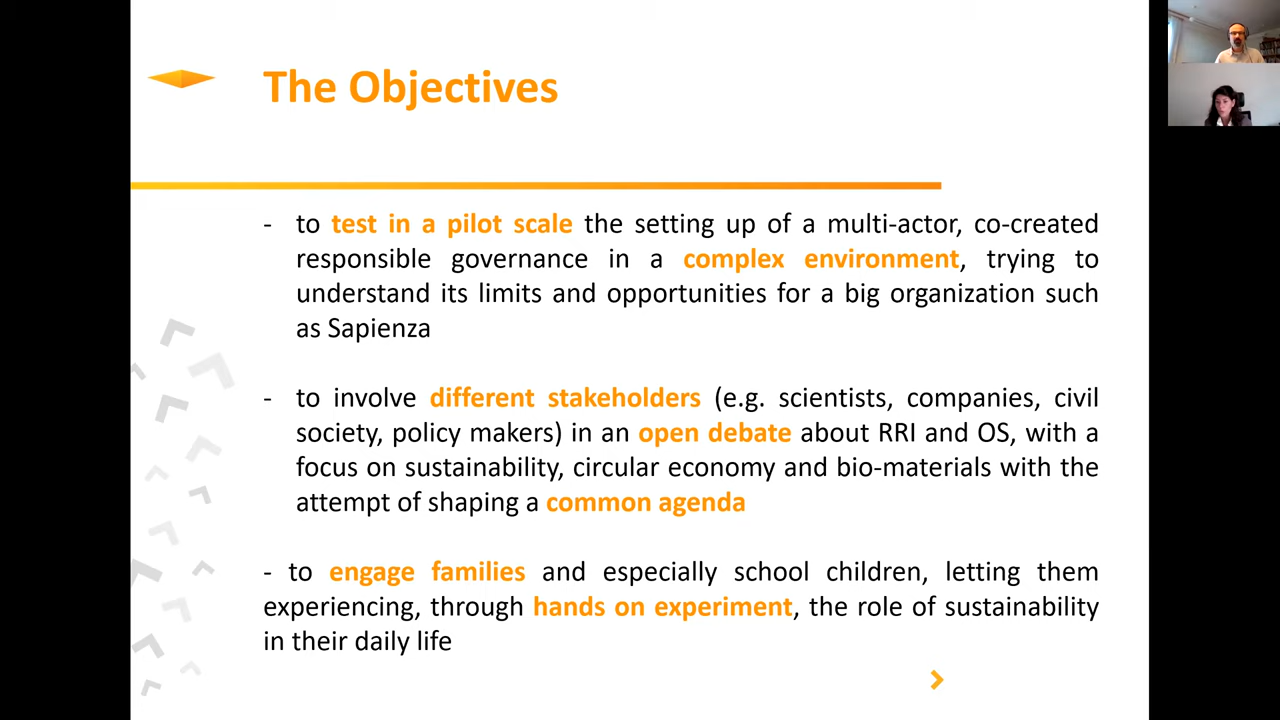 The Objectives
- to test in a pilot scale the setting up of a multi-actor, co-created
responsible governance in a complex environment, trying to
understand its limits and opportunities for a big organization such
as Sapienza
- to involve different stakeholders (e.g. scientists, companies, civil
society, policy makers) in an open debate about RRI and OS, with a
focus on sustainability, circular economy and bio-materials with the
attempt of shaping a common agenda
- to engage families and especially school children, letting them
experiencing, through hands on experiment, the role of sustainability
in their daily life